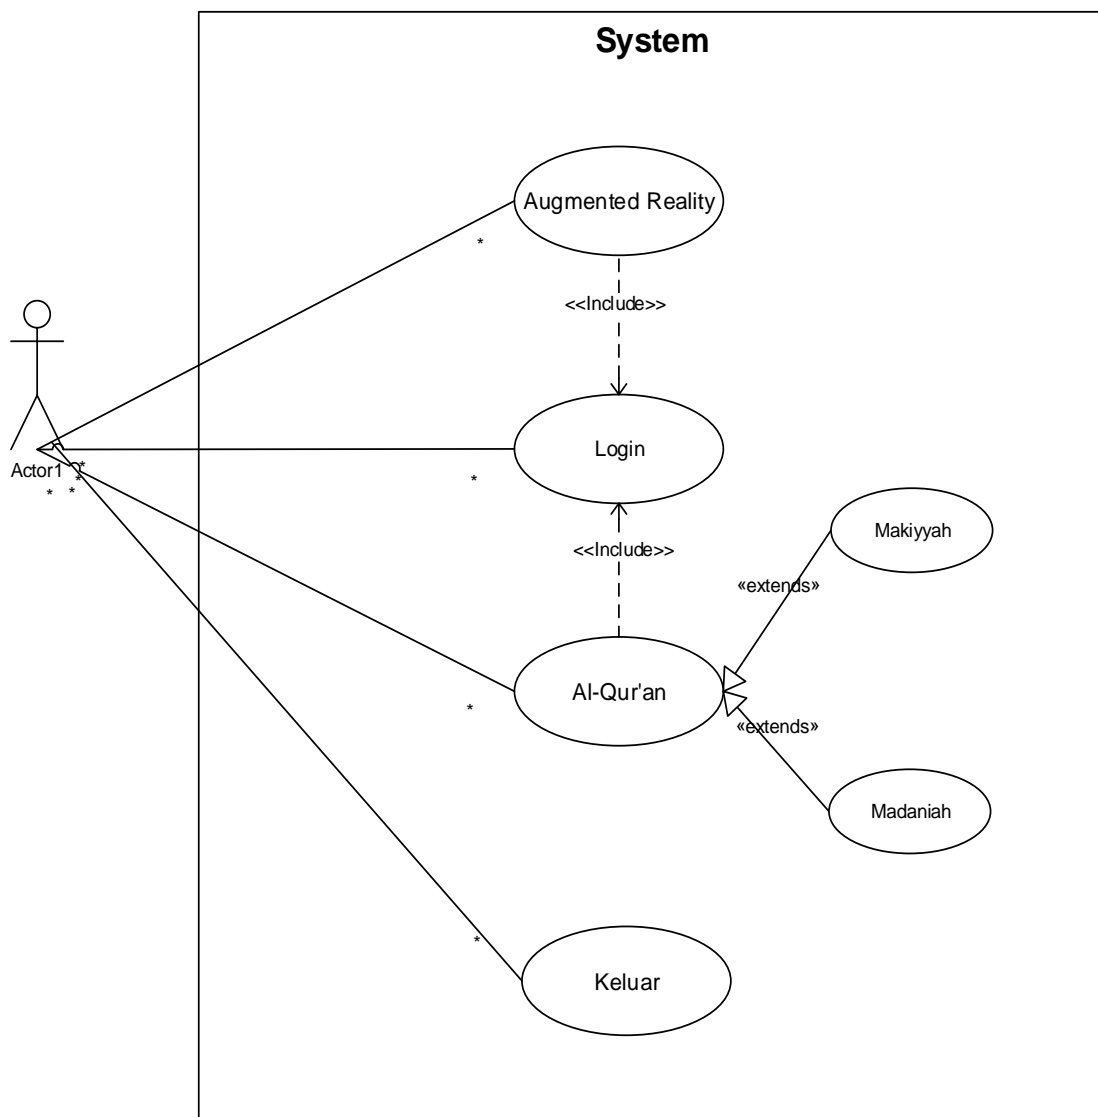 System
Augmented Reality
*
<<Include>>
Login
Actor1
*
*
*
*
*
*
Makiyyah
<<Include>>
«extends»
Al-Qur'an
*
«extends»
Madaniah
*
Keluar